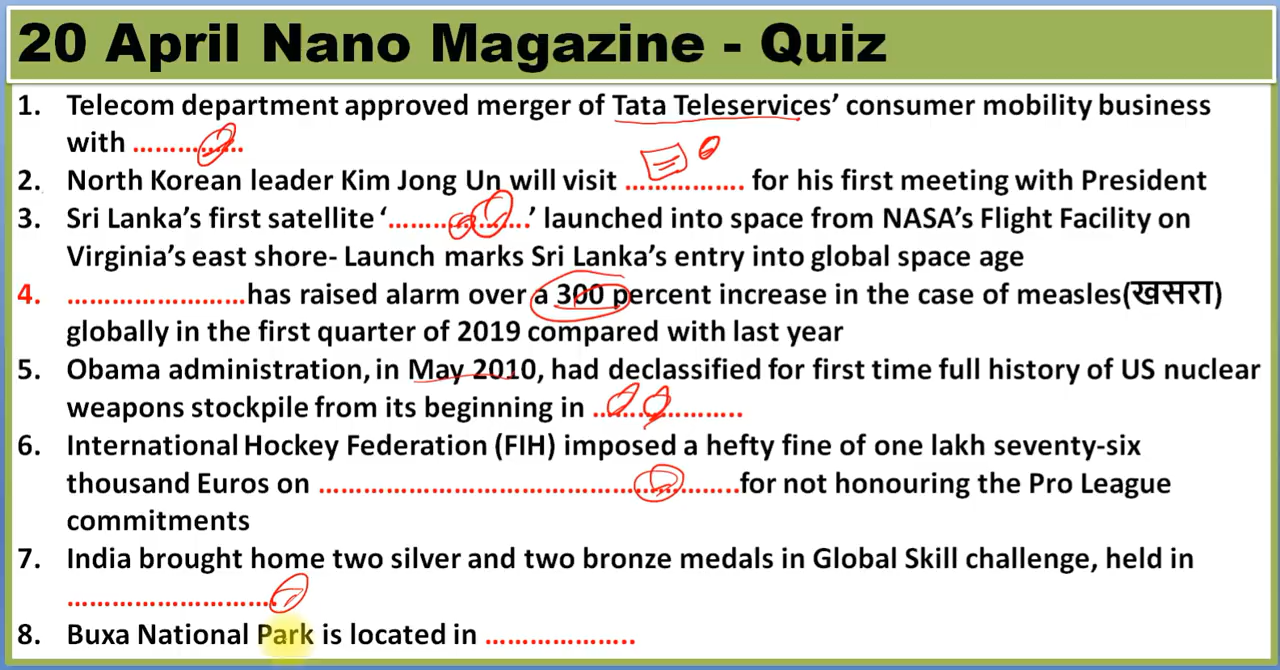 20 April Nano Magazine - Quiz
1. Telecom department approved merger of Tata Teleservices’ consumer mobility business
with ……………..
2. North Korean leader Kim Jong Un will visit ……………. for his first meeting with President
3. Sri Lanka’s first satellite ‘………………..’ launched into space from NASA’s Flight Facility on
Virginia’s east shore- Launch marks Sri Lanka’s entry into global space age
4. ……………………has raised alarm over a 300 percent increase in the case of measles(खसरा)
globally in the first quarter of 2019 compared with last year
5. Obama administration, in May 2010, had declassified for first time full history of US nuclear
weapons stockpile from its beginning in ………………..
6. International Hockey Federation (FIH) imposed a hefty fine of one lakh seventy-six
thousand Euros on ………………………………………………..for not honouring the Pro League
commitments
7. India brought home two silver and two bronze medals in Global Skill challenge, held in
……………………….
8. Buxa National Park is located in ………………..